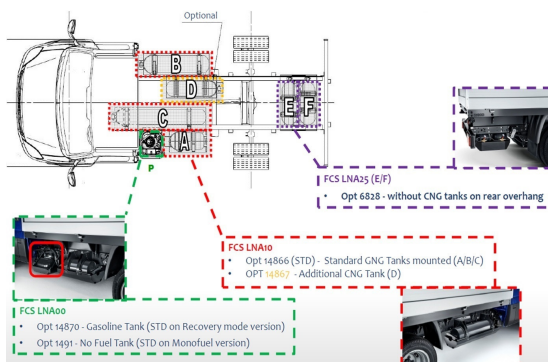 Optional
B
D
C
E F
A
P
FCS LNA25 (E/F)
• Opt 6828 - without CNG tanks on rear overhang
FCS LNA10
• Opt 14866 (STD) - Standard GNG Tanks mounted (A/B/C)
• OPT 14867 - Additional CNG Tank (D)
FCS LNA00
• Opt 14870 - Gasoline Tank (STD on Recovery mode version)
• Opt 1491 - No Fuel Tank (STD on Monofuel version)